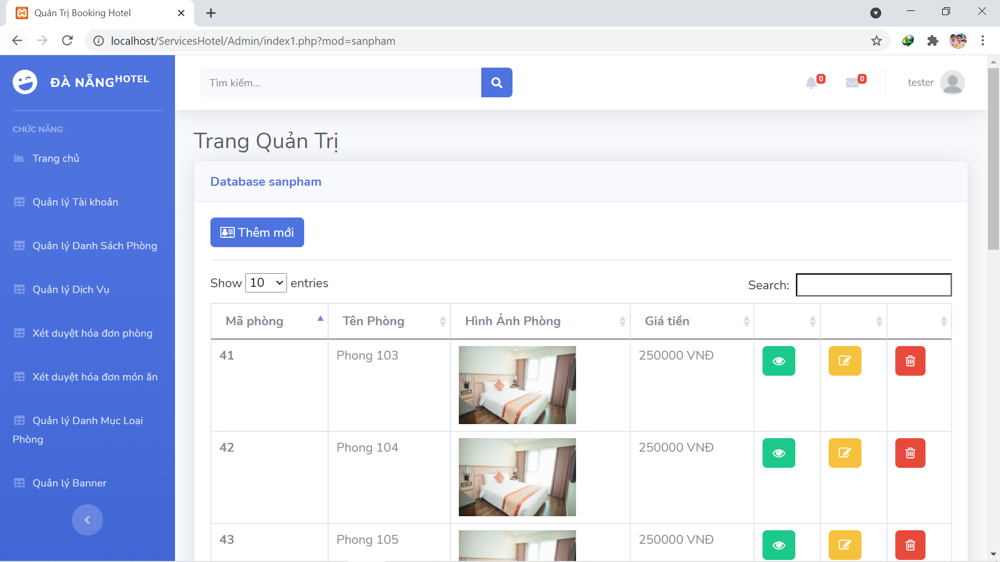 Quản Trị Booking Hotel
localhost/ServicesHotel/Admin/index1.php?mod=sanpham
ĐÀ NẴNGHOTEL
CHỨC NĂNG
Trang chủ
Quản lý Tài khoản
Quản lý Danh Sách Phòng
Quản lý Dịch Vụ
Xét duyệt hóa đơn phòng
Xét duyệt hóa đơn món ăn
Quản lý Danh Mục Loại
Phòng
Quản lý Banner
Tìm kiếm...
0
0
tester
Trang Quản Trị
Database sanpham
Thêm mới
Show 10 entries
Search:
Mã phòng Tên Phòng Hình Ảnh Phòng Giá tiền
41 Phong 103 250000 VNĐ
42 Phong 104 250000 VNĐ
43 Phong 105 250000 VNĐ